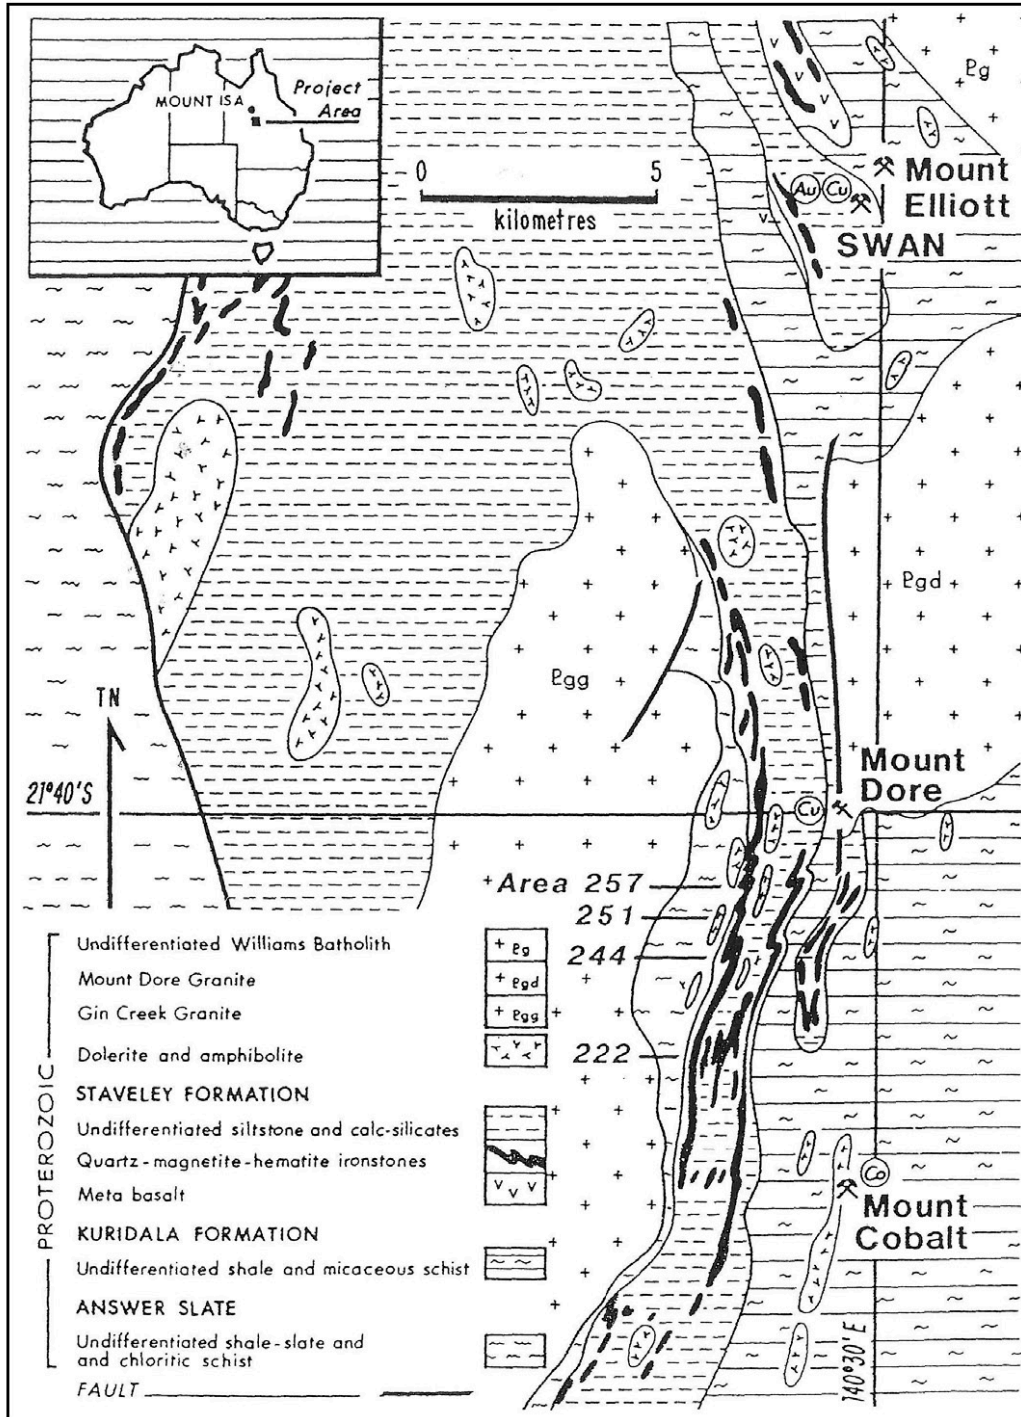 MOUNT ISA
Project
Area
0 5
kilometres
Pg
Au Cu
Mount
Elliott
SWAN
Pgd
Pgg
TN
21°40'S
Mount
Dore
Cu
Area 257
251
244
222
Co
Mount
Cobalt
140°30' E
PROTEROZOIC
Undifferentiated Williams Batholith + Pg
Mount Dore Granite + Pgd
Gin Creek Granite + Pgg
Dolerite and amphibolite
STAVELEY FORMATION
Undifferentiated siltstone and calc-silicates
Quartz-magnetite-hematite ironstones
Meta basalt v v v
KURIDALA FORMATION
Undifferentiated shale and micaceous schist
ANSWER SLATE
Undifferentiated shale-slate and
and chloritic schist
FAULT